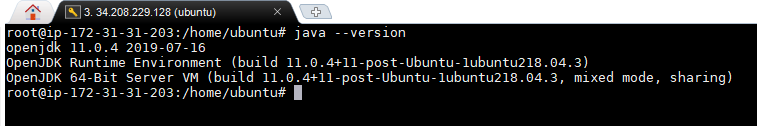 3. 34.208.229.128 (ubuntu)
root@ip-172-31-31-203:/home/ubuntu# java --version
openjdk 11.0.4 2019-07-16
OpenJDK Runtime Environment (build 11.0.4+11-post-Ubuntu-1ubuntu218.04.3)
OpenJDK 64-Bit Server VM (build 11.0.4+11-post-Ubuntu-1ubuntu218.04.3, mixed mode, sharing)
root@ip-172-31-31-203:/home/ubuntu#